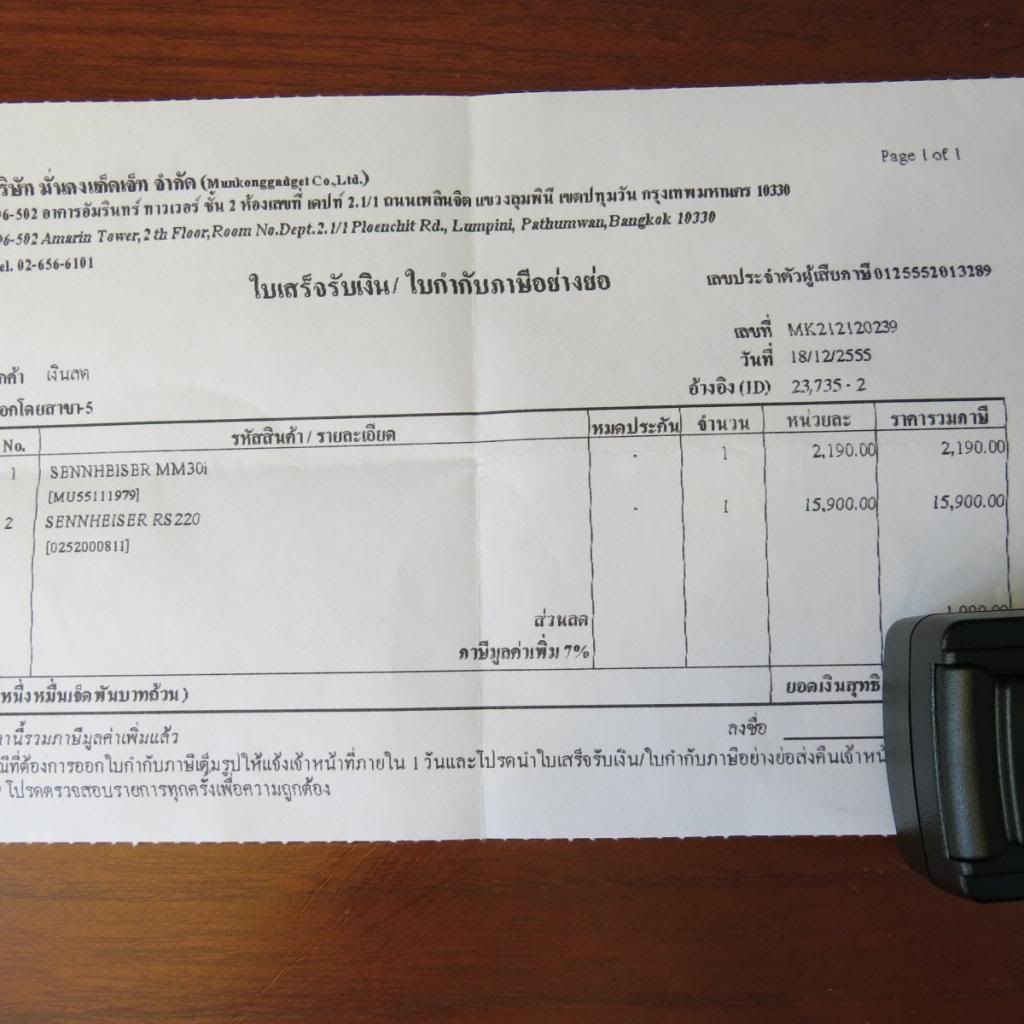 Page 1 of 1
ริษัท มั่นคงแก็ดเจ็ท จำกัด (Munkonggadget Co.,Ltd.)
96-502 อาคารอัมรินทร์ ทาวเวอร์ ชั้น 2 ห้องเลขที่ เดปท์ 2.1/1 ถนนเพลินจิต แขวงลุมพินี เขตปทุมวัน กรุงเทพมหานคร 10330
96-502 Amarin Tower,2 th Floor,Room No.Dept.2.1/1 Ploenchit Rd., Lumpini, Pathumwan,Bangkok 10330
el. 02-656-6101
ใบเสร็จรับเงิน/ ใบกำกับภาษีอย่างย่อ เลขประจำตัวผู้เสียภาษี 0125552013289
เลขที่ MK212120239
วันที่ 18/12/2555
กค้า เงินสด
อ้างอิง (ID) 23,735 - 2
อกโดยสาขา-5
No. รหัสสินค้า / รายละเอียด หมดประกัน จำนวน หน่วยละ ราคารวมภาษี
1 SENNHEISER MM30i - 1 2,190.00 2,190.00
[MU55111979]
2 SENNHEISER RS220 - 1 15,900.00 15,900.00
[0252000811]
ส่วนลด
ภาษีมูลค่าเพิ่ม 7%
หนึ่งหมื่นเจ็ดพันบาทถ้วน ) ยอดเงินสุทธิ
คานี้รวมภาษีมูลค่าเพิ่มแล้ว ลงชื่อ
ณีที่ต้องการออกใบกำกับภาษีเต็มรูปให้แจ้งเจ้าหน้าที่ภายใน 1 วันและโปรดนำใบเสร็จรับเงิน/ใบกำกับภาษีอย่างย่อส่งคืนเจ้าหน้
* โปรดตรวจสอบรายการทุกครั้งเพื่อความถูกต้อง